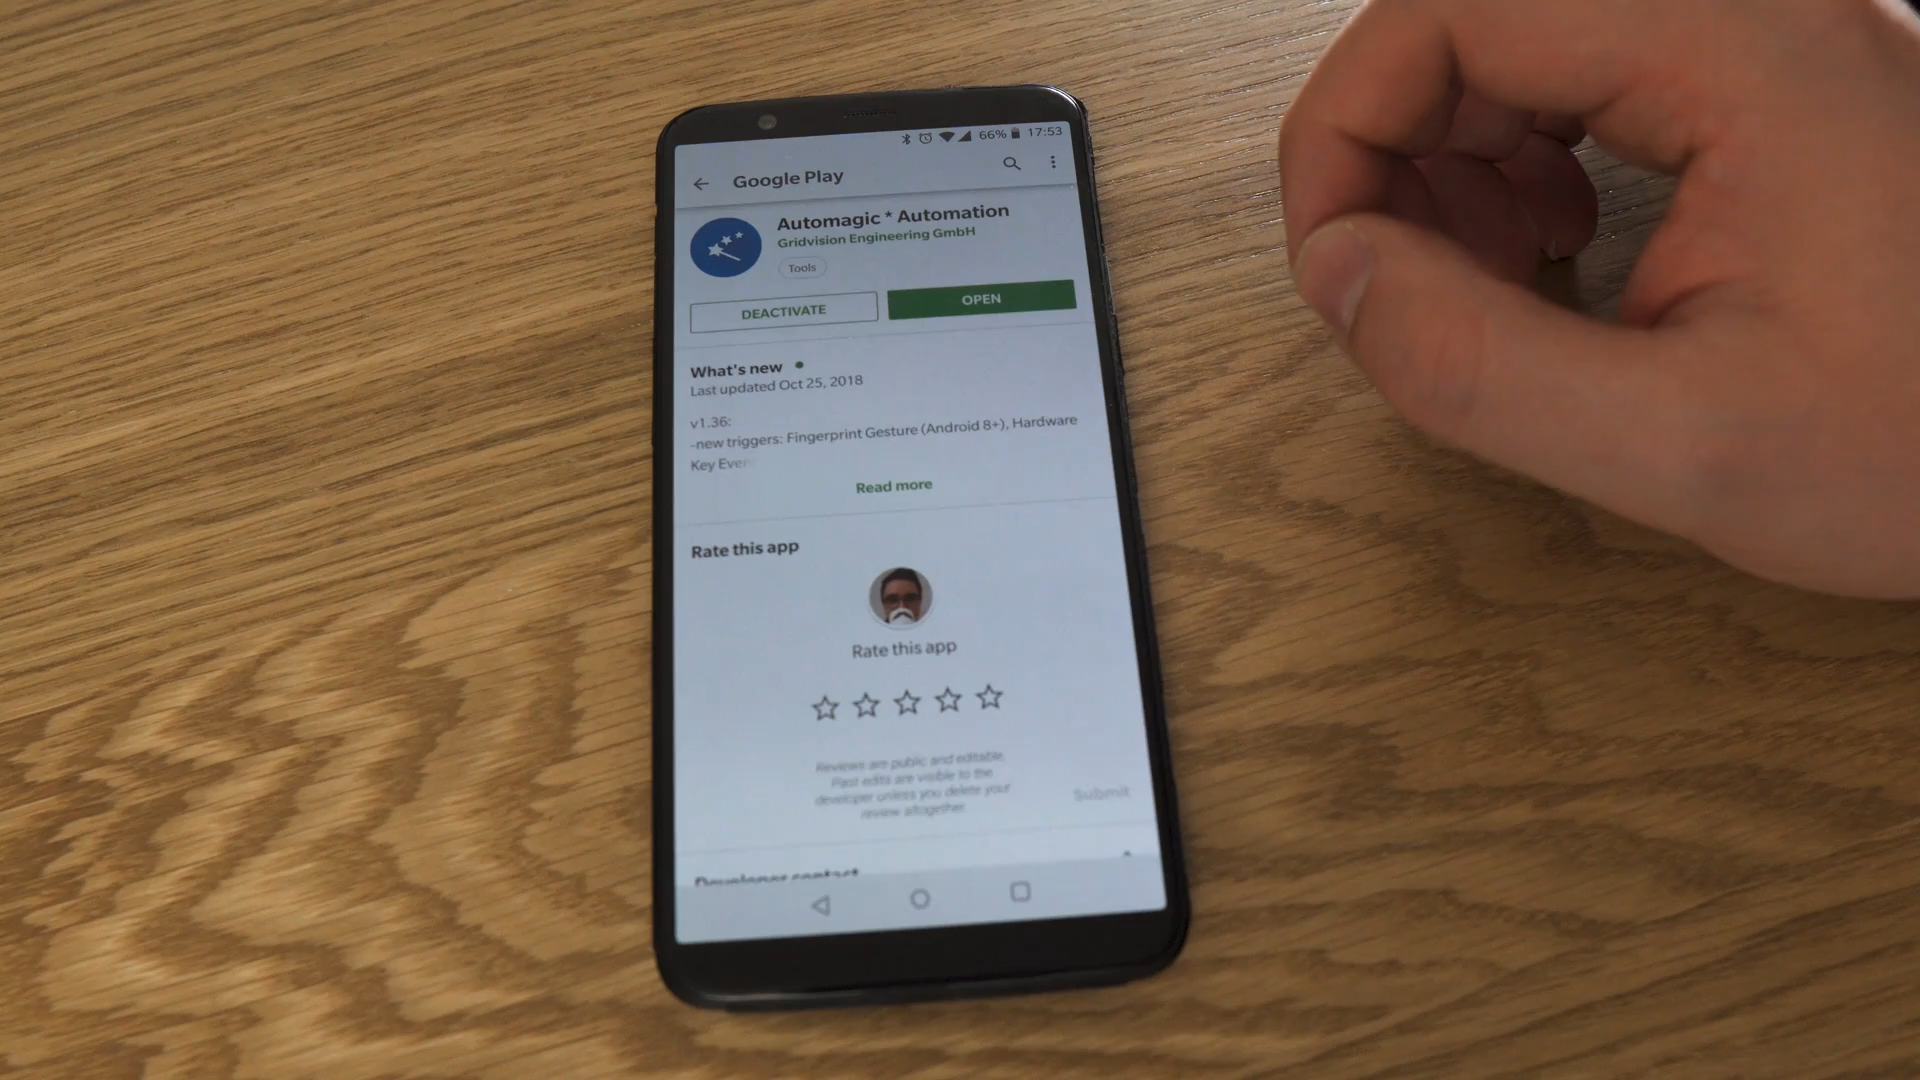 66% 17:53
Google Play
Automagic * Automation
Gridvision Engineering GmbH
Tools
DEACTIVATE
OPEN
What's new
Last updated Oct 25, 2018
v1.36:
-new triggers: Fingerprint Gesture (Android 8+), Hardware
Key Even
Read more
Rate this app
Rate this app
Reviews are public and editable.
Past edits are visible to the
developer unless you delete your
review altogether.
Submit
Developer contact